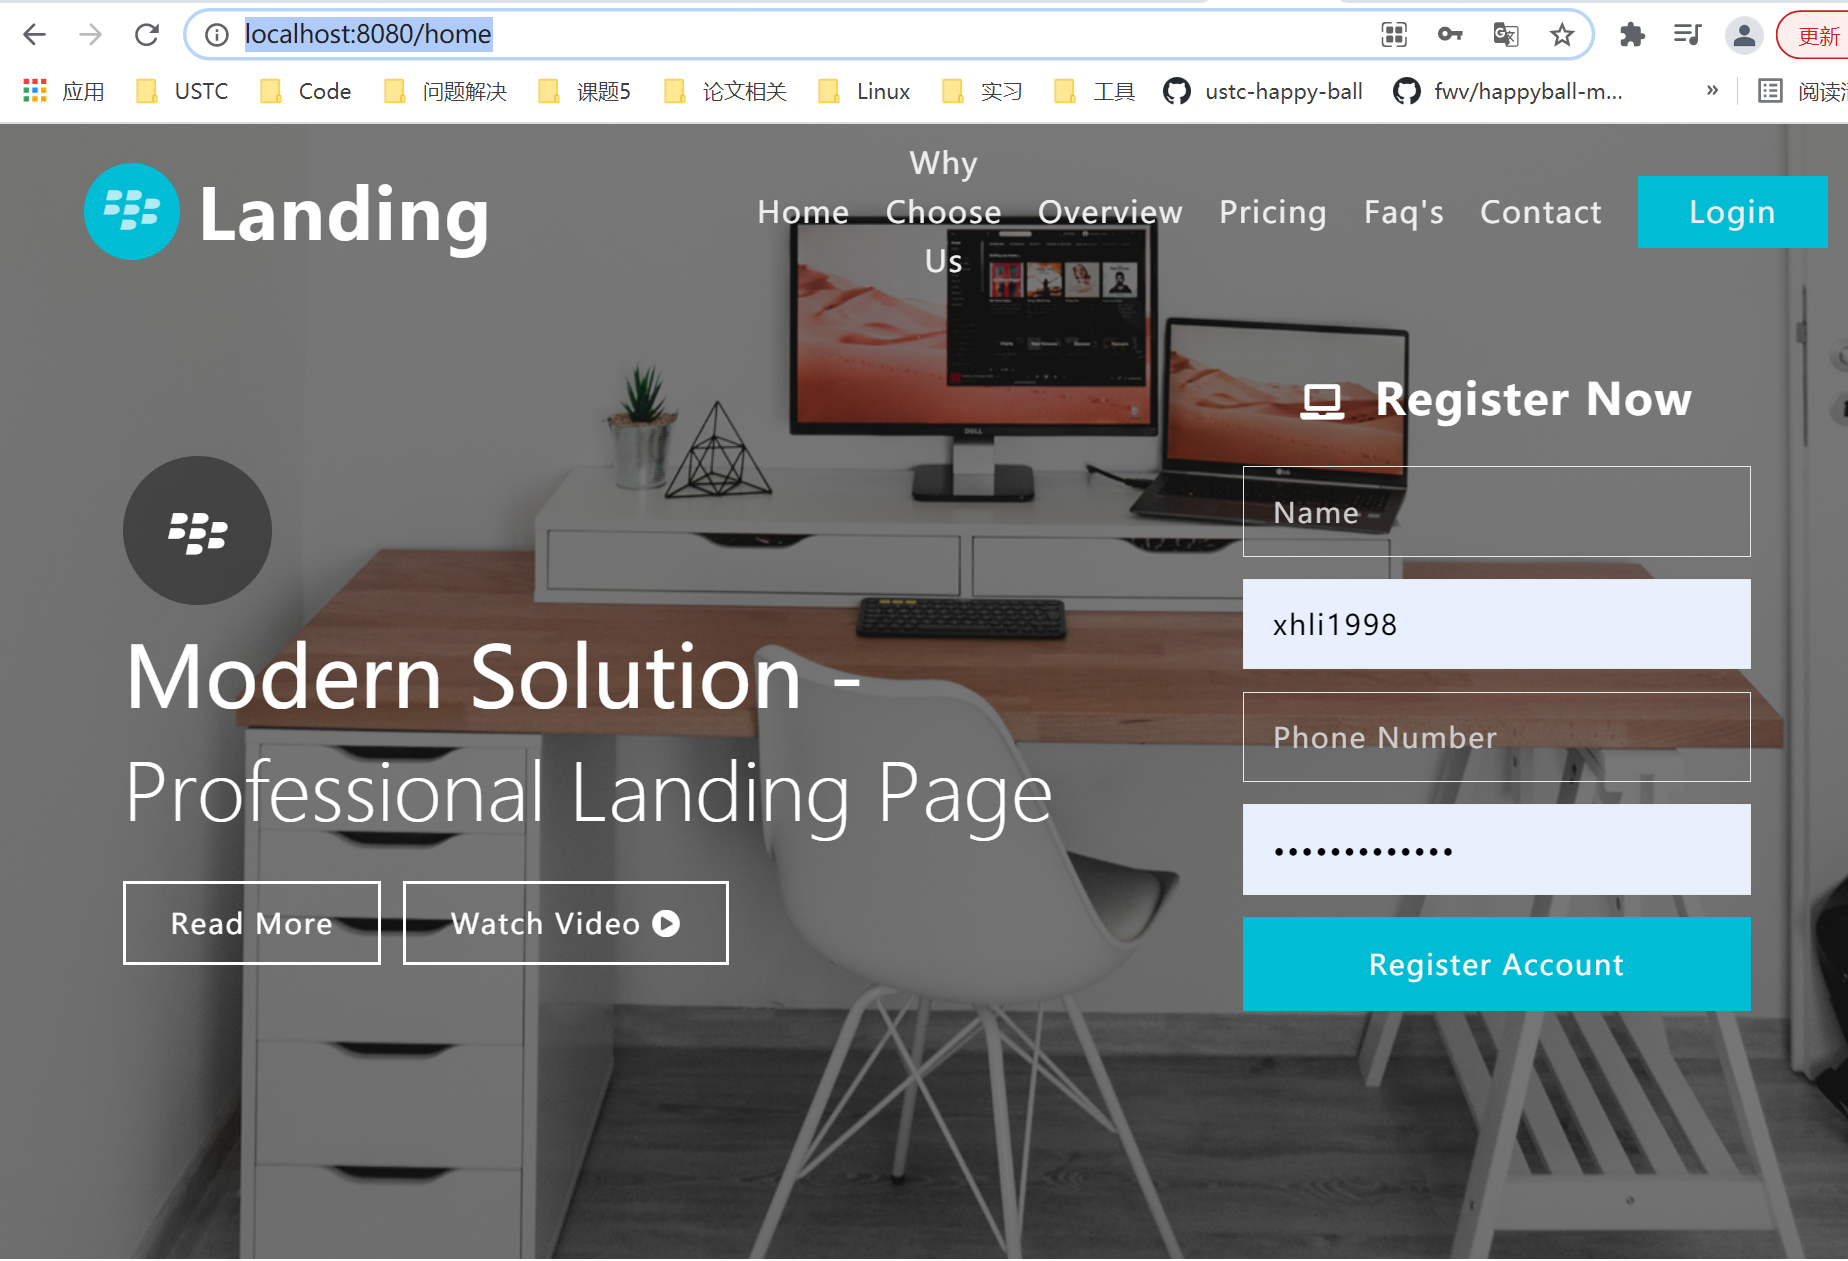 localhost:8080/home
更新
应用 USTC Code 问题解决 课题5 论文相关 Linux 实习 工具 ustc-happy-ball fwv/happyball-m... » 阅读
Landing
Home Why Choose Us Overview Pricing Faq's Contact Login
Register Now
Name
xhli1998
Phone Number
•••••••••••••
Register Account
Modern Solution -
Professional Landing Page
Read More Watch Video
DELL
LG